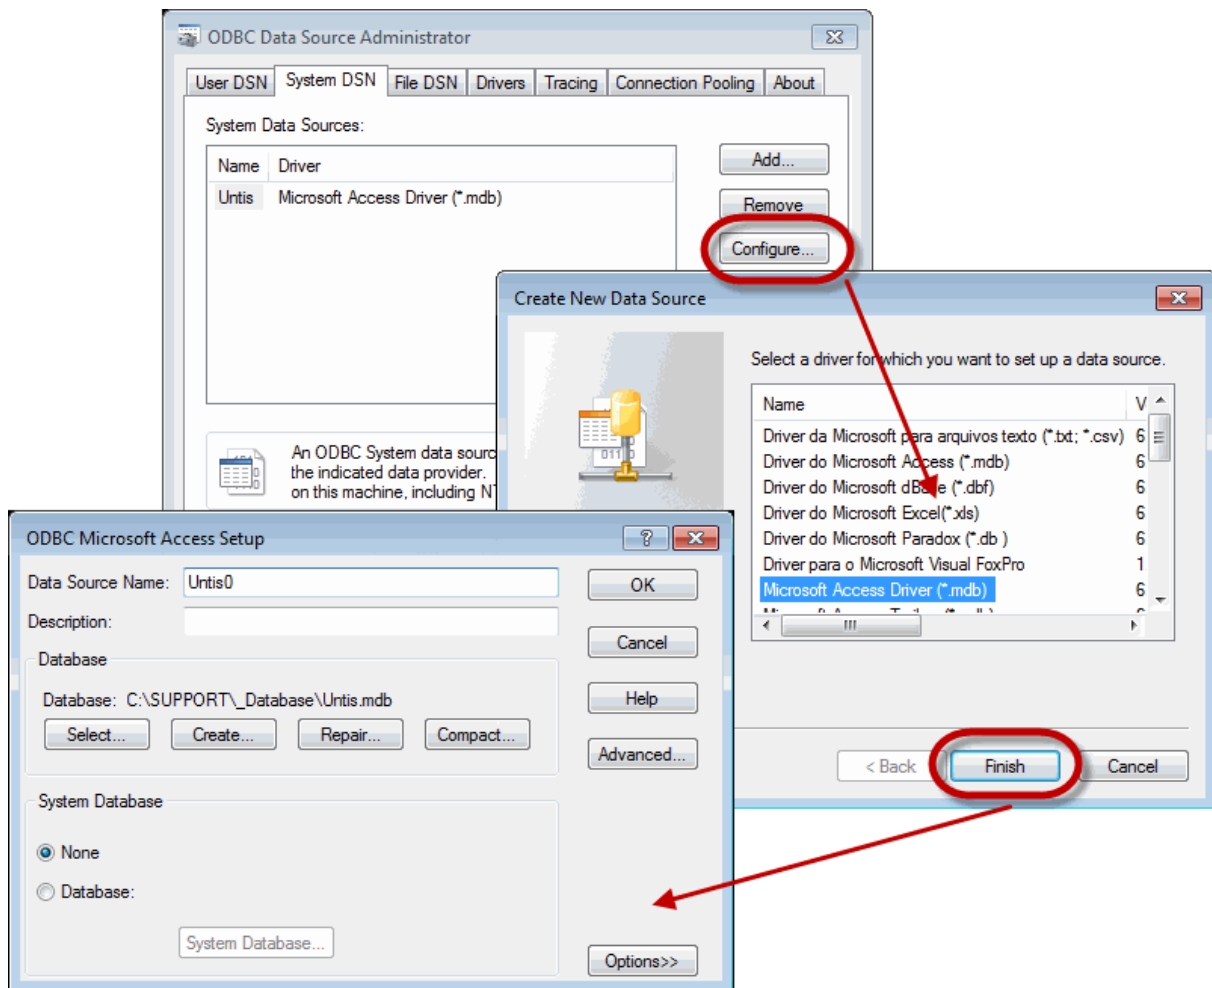 ODBC Data Source Administrator
User DSN System DSN File DSN Drivers Tracing Connection Pooling About
System Data Sources:
Name Driver
Untis Microsoft Access Driver (*.mdb)
Add...
Remove
Configure...
An ODBC System data sourc
the indicated data provider.
on this machine, including NT
Create New Data Source
Select a driver for which you want to set up a data source.
Name V
Driver da Microsoft para arquivos texto (*.txt; *.csv) 6
Driver do Microsoft Access (*.mdb) 6
Driver do Microsoft dBase (*.dbf) 6
Driver do Microsoft Excel(*.xls) 6
Driver do Microsoft Paradox (*.db ) 6
Driver para o Microsoft Visual FoxPro 1
Microsoft Access Driver (*.mdb) 6
< Back Finish Cancel
ODBC Microsoft Access Setup
Data Source Name: Untis0
Description:
Database
Database: C:\SUPPORT\_Database\Untis.mdb
Select... Create... Repair... Compact...
System Database
None
Database:
System Database...
OK
Cancel
Help
Advanced...
Options>>